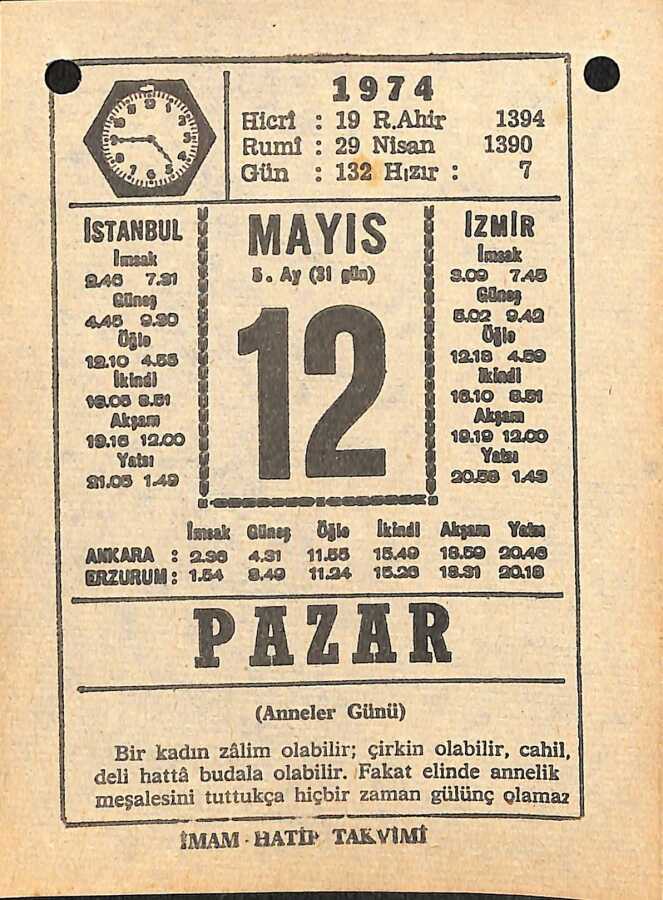 1974
Hicrî : 19 R.Ahir 1394
Rumî : 29 Nisan 1390
Gün : 132 Hızır : 7
İSTANBUL
İmsak
2.46 7.31
Güneş
4.45 9.30
Öğle
12.10 4.55
İkindi
16.05 8.51
Akşam
19.16 12.00
Yatsı
21.05 1.49
MAYIS
5. Ay (31 gün)
12
İZMİR
İmsak
3.09 7.45
Güneş
5.02 9.42
Öğle
12.18 4.59
İkindi
16.10 8.51
Akşam
19.19 12.00
Yatsı
20.58 1.43
İmsak Güneş Öğle İkindi Akşam Yatsı
ANKARA : 2.36 4.31 11.55 15.49 18.59 20.46
ERZURUM : 1.54 3.49 11.24 15.20 18.31 20.18
PAZAR
(Anneler Günü)
Bir kadın zâlim olabilir; çirkin olabilir, cahil,
deli hattâ budala olabilir. Fakat elinde annelik
meşalesini tuttukça hiçbir zaman gülünç olamaz
İMAM - HATİP TAKVİMİ